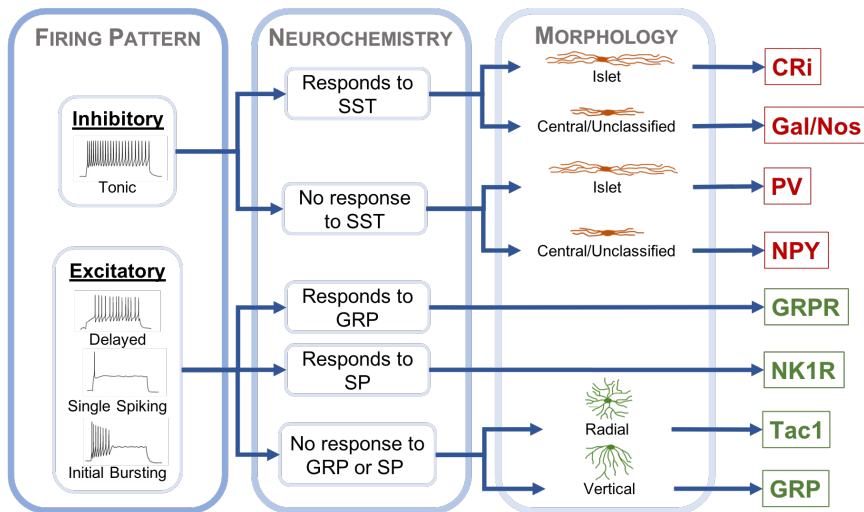 FIRING PATTERN
NEUROCHEMISTRY
MORPHOLOGY
Inhibitory
Tonic
Responds to
SST
Islet
CRi
Central/Unclassified
Gal/Nos
No response
to SST
Islet
PV
Central/Unclassified
NPY
Excitatory
Delayed
Single Spiking
Initial Bursting
Responds to
GRP
GRPR
Responds to
SP
NK1R
No response to
GRP or SP
Radial
Tac1
Vertical
GRP